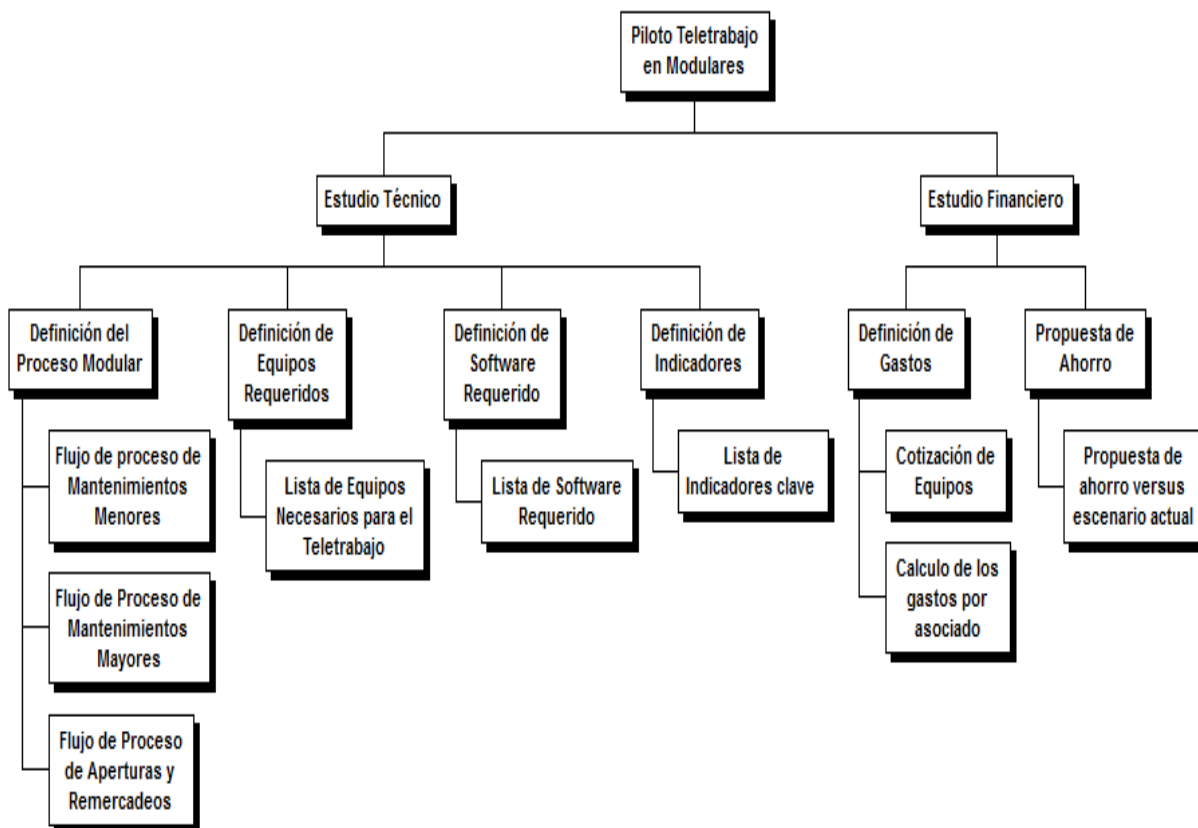 Piloto Teletrabajo
en Modulares
Estudio Técnico
Estudio Financiero
Definición del
Proceso Modular
Definición de
Equipos
Requeridos
Definición de
Software
Requerido
Definición de
Indicadores
Definición de
Gastos
Propuesta de
Ahorro
Flujo de proceso de
Mantenimientos
Menores
Lista de Equipos
Necesarios para el
Teletrabajo
Lista de Software
Requerido
Lista de
Indicadores clave
Cotización de
Equipos
Propuesta de
ahorro versus
escenario actual
Flujo de Proceso de
Mantenimientos
Mayores
Calculo de los
gastos por
asociado
Flujo de Proceso
de Aperturas y
Remercadeos